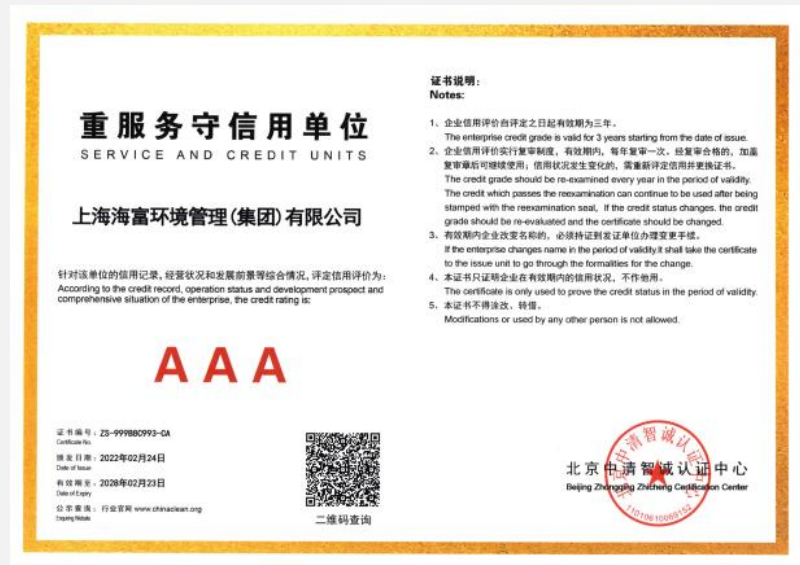 重服务守信用单位
SERVICE AND CREDIT UNITS
上海海富环境管理(集团)有限公司
针对该单位的信用记录,经营状况和发展前景等综合情况,评定信用评价为:
According to the credit record, operation status and development prospect and
comprehensive situation of the enterprise, the credit rating is:
AAA
证书编号: ZS-999BBC993-CA
Certificate No.
颁发日期: 2022年02月24日
Date of Issue
有效期至: 2028年02月23日
Date of Expiry
公示查询: 行业官网 www.chinaclean.org
Enquiring Website
二维码查询
证书说明:
Notes:
1、企业信用评价自评定之日起有效期为三年。
The enterprise credit grade is valid for 3 years starting from the date of issue.
2、企业信用评价实行复审制度,有效期内,每年复审一次。经复审合格的,加盖
复审章后可继续使用;信用状况发生变化的,需重新评定信用并更换证书。
The credit grade should be re-examined every year in the period of validity.
The credit which passes the reexamination can continue to be used after being
stamped with the reexamination seal, If the credit status changes, the credit
grade should be re-evaluated and the certificate should be changed.
3、有效期内企业改变名称的,必须持证到发证单位办理变更手续。
If the enterprise changes name in the period of validity.It shall take the certificate
to the issue unit to go through the formalities for the change.
4、本证书只证明企业在有效期内的信用状况,不作他用。
The certificate is only used to prove the credit status in the period of validity.
5、本证书不得涂改、转借。
Modifications or used by any other person is not allowed.
北京中清智诚认证中心
Beijing Zhongqing Zhicheng Certification Center
北京中清智诚认证中心